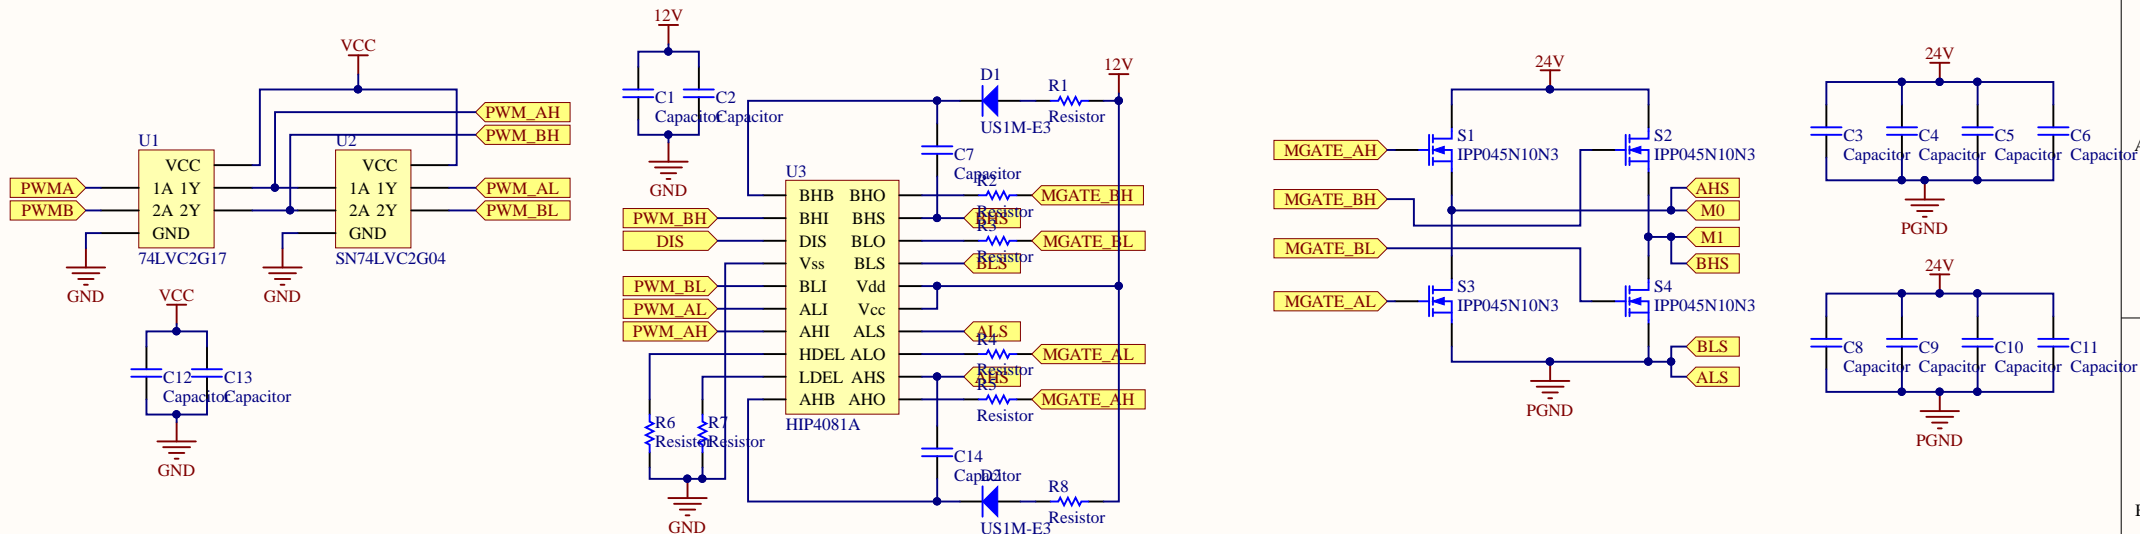 VCC
PWM_AH
PWM_BH
U1
U2
VCC
VCC
PWMA
1A 1Y
1A 1Y
PWM_AL
PWMB
2A 2Y
2A 2Y
PWM_BL
GND
GND
74LVC2G17
SN74LVC2G04
GND
GND
VCC
C12
Capacitor
C13
Capacitor
GND
12V
C1
Capacitor
C2
Capacitor
GND
12V
D1
US1M-E3
R1
Resistor
C7
Capacitor
U3
BHB BHO
R2
Resistor
MGATE_BH
PWM_BH
BHI BHS
BHS
DIS
DIS BLO
R3
Resistor
MGATE_BL
Vss BLS
BLS
PWM_BL
BLI Vdd
PWM_AL
ALI Vcc
PWM_AH
AHI ALS
ALS
HDEL ALO
R4
Resistor
MGATE_AL
LDEL AHS
AHS
AHB AHO
R5
Resistor
MGATE_AH
HIP4081A
R6
Resistor
R7
Resistor
GND
C14
Capacitor
D2
US1M-E3
R8
Resistor
24V
S1
IPP045N10N3
S2
IPP045N10N3
MGATE_AH
MGATE_BH
MGATE_BL
MGATE_AL
AHS
M0
M1
BHS
S3
IPP045N10N3
S4
IPP045N10N3
BLS
ALS
PGND
24V
C3
Capacitor
C4
Capacitor
C5
Capacitor
C6
Capacitor
PGND
24V
C8
Capacitor
C9
Capacitor
C10
Capacitor
C11
Capacitor
PGND